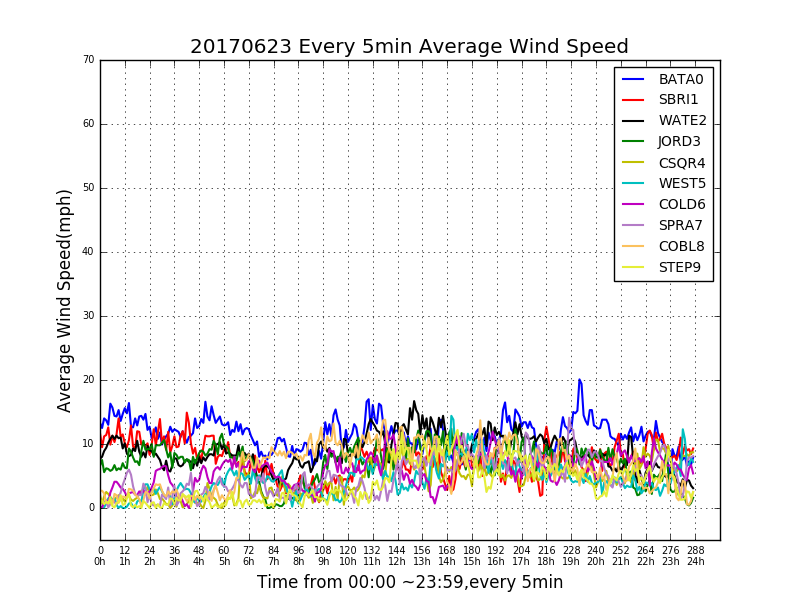 20170623 Every 5min Average Wind Speed
70
60
50
40
30
20
10
0
Average Wind Speed(mph)
BATA0
SBRI1
WATE2
JORD3
CSQR4
WEST5
COLD6
SPRA7
COBL8
STEP9
0 12 24 36 48 60 72 84 96 108 120 132 144 156 168 180 192 204 216 228 240 252 264 276 288
0h 1h 2h 3h 4h 5h 6h 7h 8h 9h 10h 11h 12h 13h 14h 15h 16h 17h 18h 19h 20h 21h 22h 23h 24h
Time from 00:00 ~23:59,every 5min